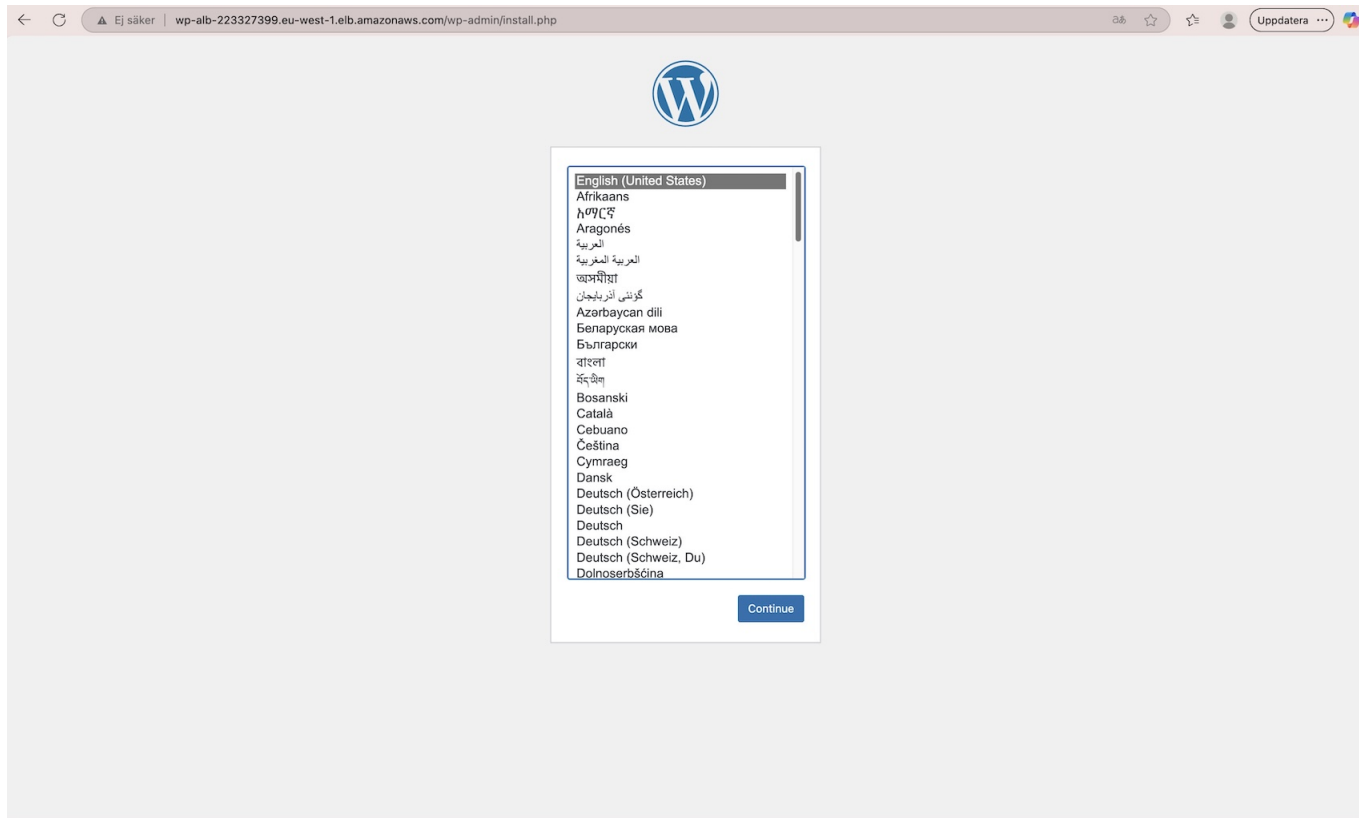 Ej säker
wp-alb-223327399.eu-west-1.elb.amazonaws.com/wp-admin/install.php
Uppdatera
English (United States)
Afrikaans
አማርኛ
Aragonés
العربية
العربية المغربية
অসমীয়া
گؤنئی آذربایجان
Azərbaycan dili
Беларуская мова
Български
বাংলা
བོད་ཡིག
Bosanski
Català
Cebuano
Čeština
Cymraeg
Dansk
Deutsch (Österreich)
Deutsch (Sie)
Deutsch
Deutsch (Schweiz)
Deutsch (Schweiz, Du)
Dolnoserbšćina
Continue